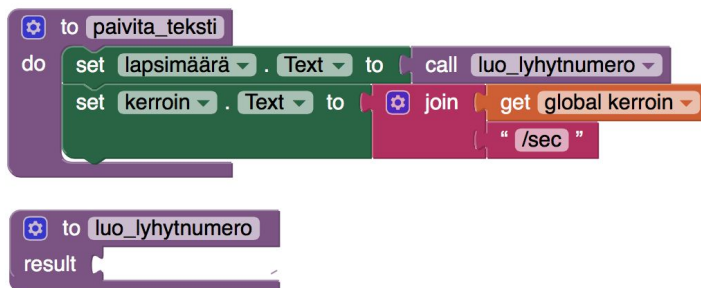 to paivita_teksti
do set lapsimäärä . Text to call luo_lyhytnumero
set kerroin . Text to join get global kerroin
“ /sec ”
to luo_lyhytnumero
result